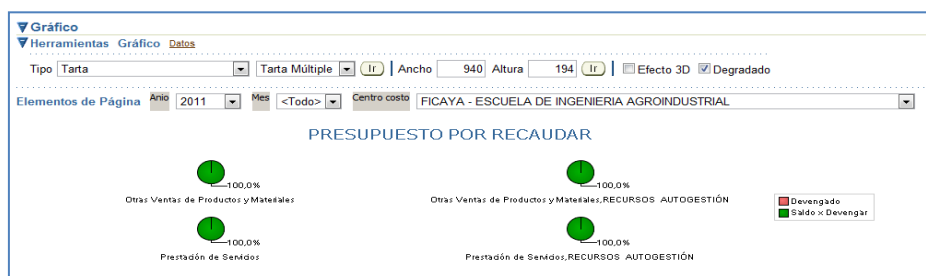 Gráfico
Herramientas Gráfico Datos
Tipo Tarta Tarta Múltiple Ir Ancho 940 Altura 194 Ir Efecto 3D Degradado
Elementos de Página Anio 2011 Mes <Todo> Centro costo FICAYA - ESCUELA DE INGENIERIA AGROINDUSTRIAL
PRESUPUESTO POR RECAUDAR
100,0% 100,0%
Otras Ventas de Productos y Materiales Otras Ventas de Productos y Materiales,RECURSOS AUTOGESTIÓN
Devengado
Saldo x Devengar
100,0% 100,0%
Prestación de Servicios Prestación de Servicios,RECURSOS AUTOGESTIÓN